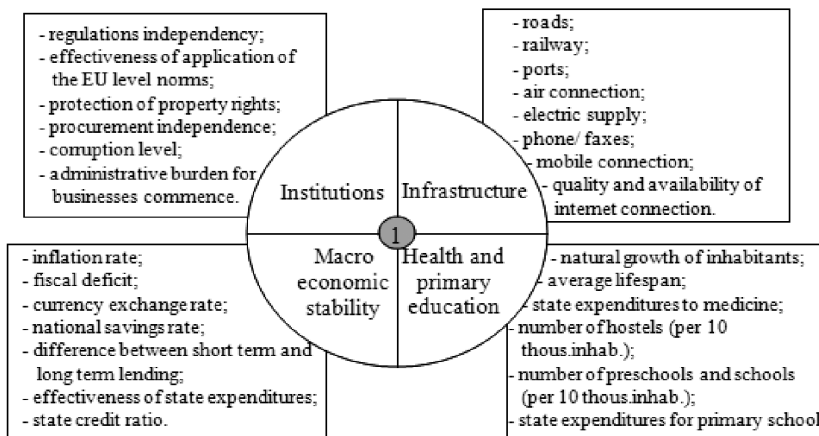 - regulations independency;
- effectiveness of application of
the EU level norms;
- protection of property rights;
- procurement independence;
- corruption level;
- administrative burden for
businesses commence.
- roads;
- railway;
- ports;
- air connection;
- electric supply;
- phone/ faxes;
- mobile connection;
- quality and availability of
internet connection.
Institutions
Infrastructure
1
Macro
economic
stability
Health and
primary
education
- inflation rate;
- fiscal deficit;
- currency exchange rate;
- national savings rate;
- difference between short term and
long term lending;
- effectiveness of state expenditures;
- state credit ratio.
- natural growth of inhabitants;
- average lifespan;
- state expenditures to medicine;
- number of hostels (per 10
thous.inhab.);
- number of preschools and schools
(per 10 thous.inhab.);
- state expenditures for primary school